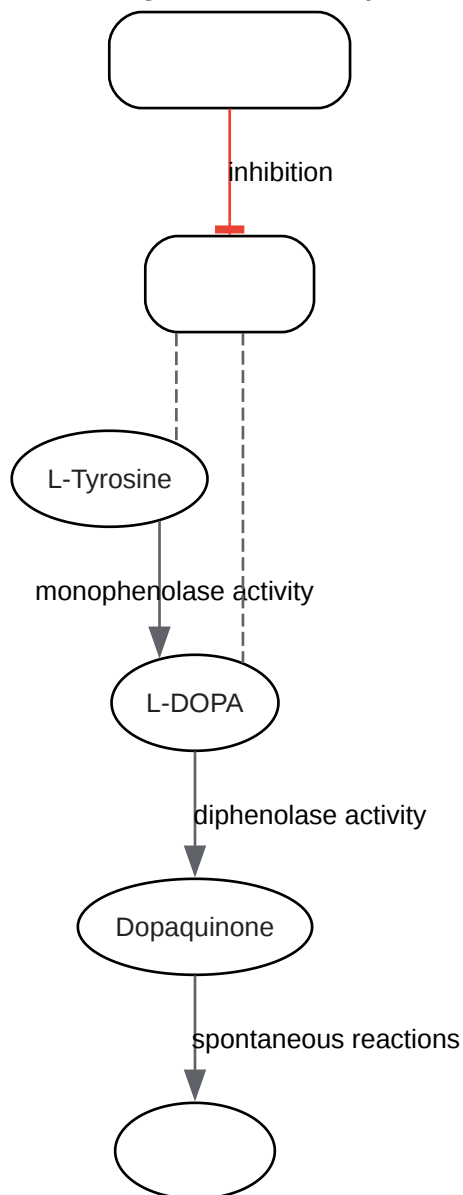 inhibition
L-Tyrosine
monophenolase activity
L-DOPA
diphenolase activity
Dopaquinone
spontaneous reactions